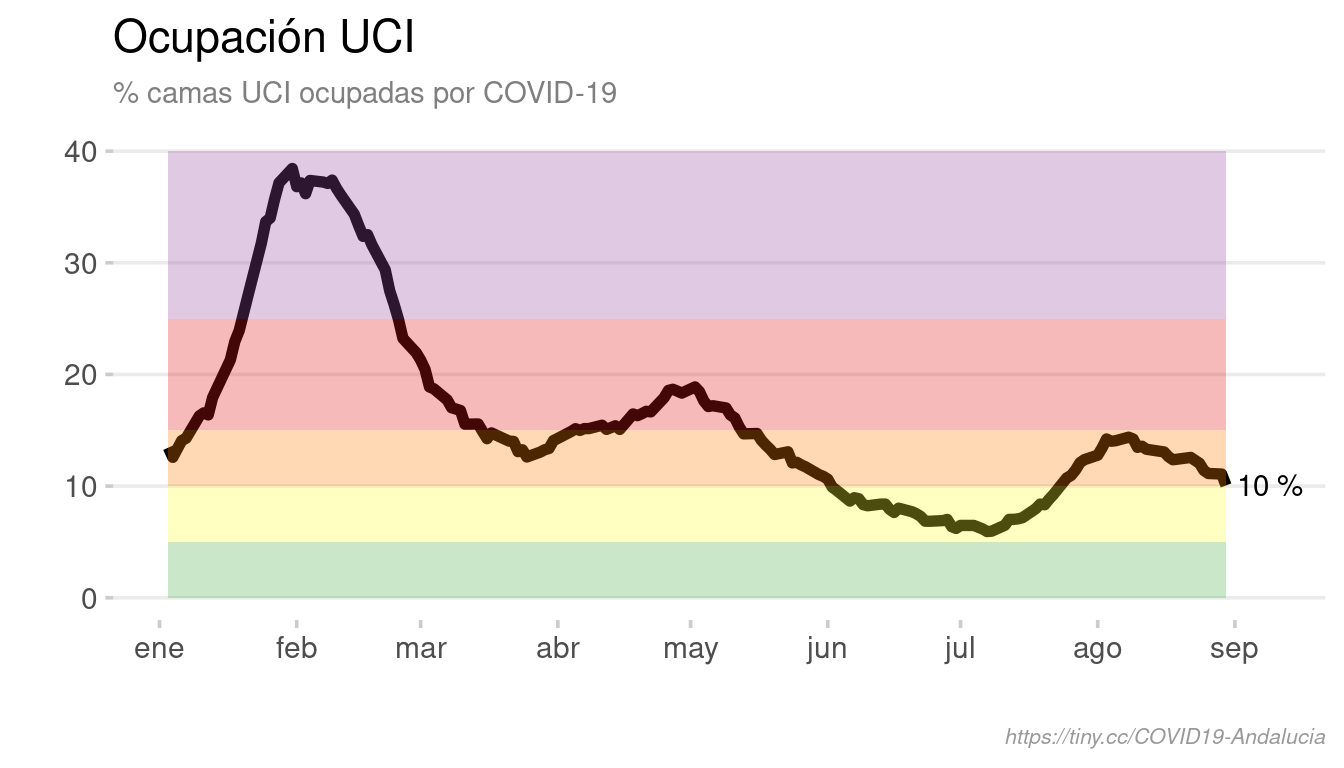 Ocupación UCI
% camas UCI ocupadas por COVID-19
40
30
20
10
0
10 %
ene feb mar abr may jun jul ago sep
https://tiny.cc/COVID19-Andalucia